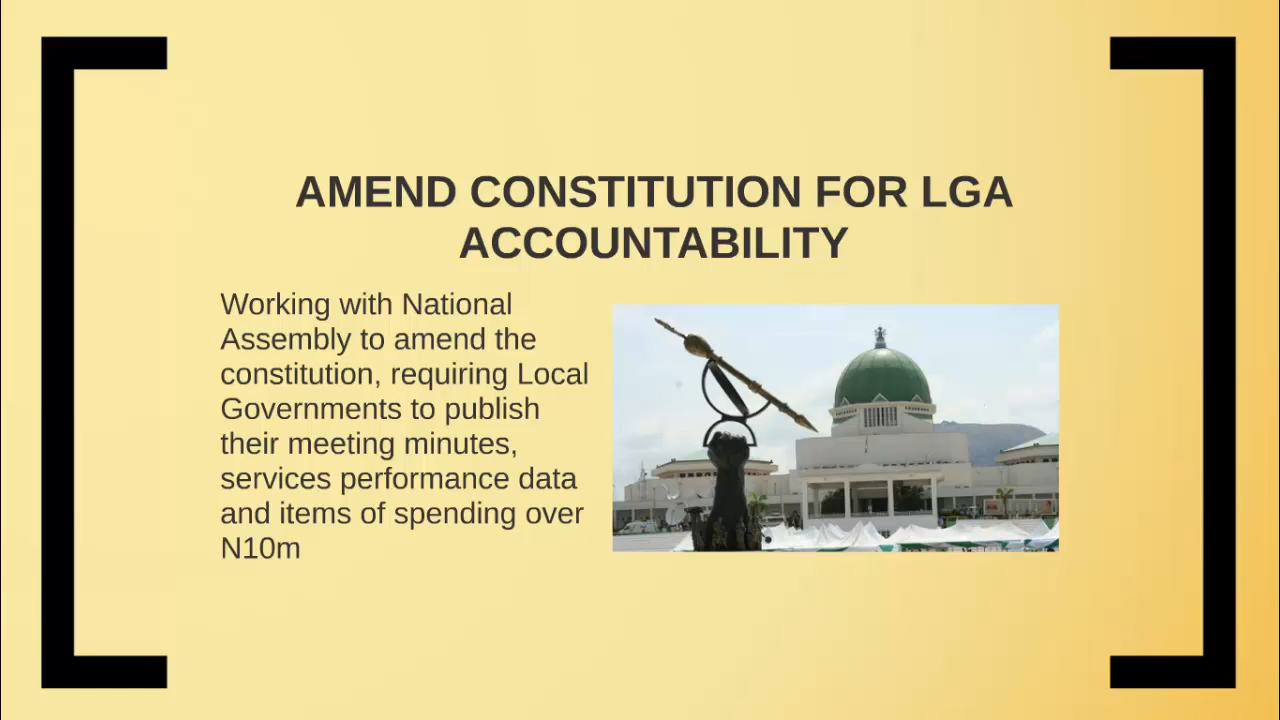 AMEND CONSTITUTION FOR LGA
ACCOUNTABILITY
Working with National
Assembly to amend the
constitution, requiring Local
Governments to publish
their meeting minutes,
services performance data
and items of spending over
N10m